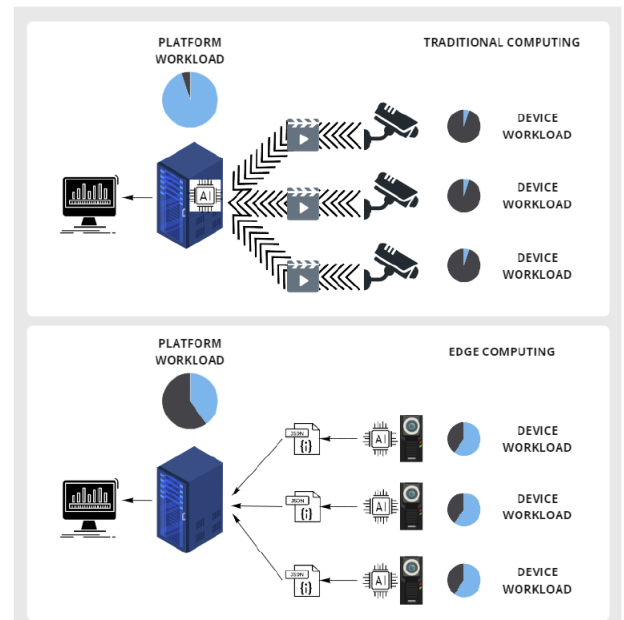 PLATFORM
WORKLOAD
TRADITIONAL COMPUTING
DEVICE
WORKLOAD
AI
DEVICE
WORKLOAD
DEVICE
WORKLOAD
PLATFORM
WORKLOAD
EDGE COMPUTING
JSON
{i}
AI
DEVICE
WORKLOAD
JSON
{i}
AI
DEVICE
WORKLOAD
JSON
{i}
AI
DEVICE
WORKLOAD